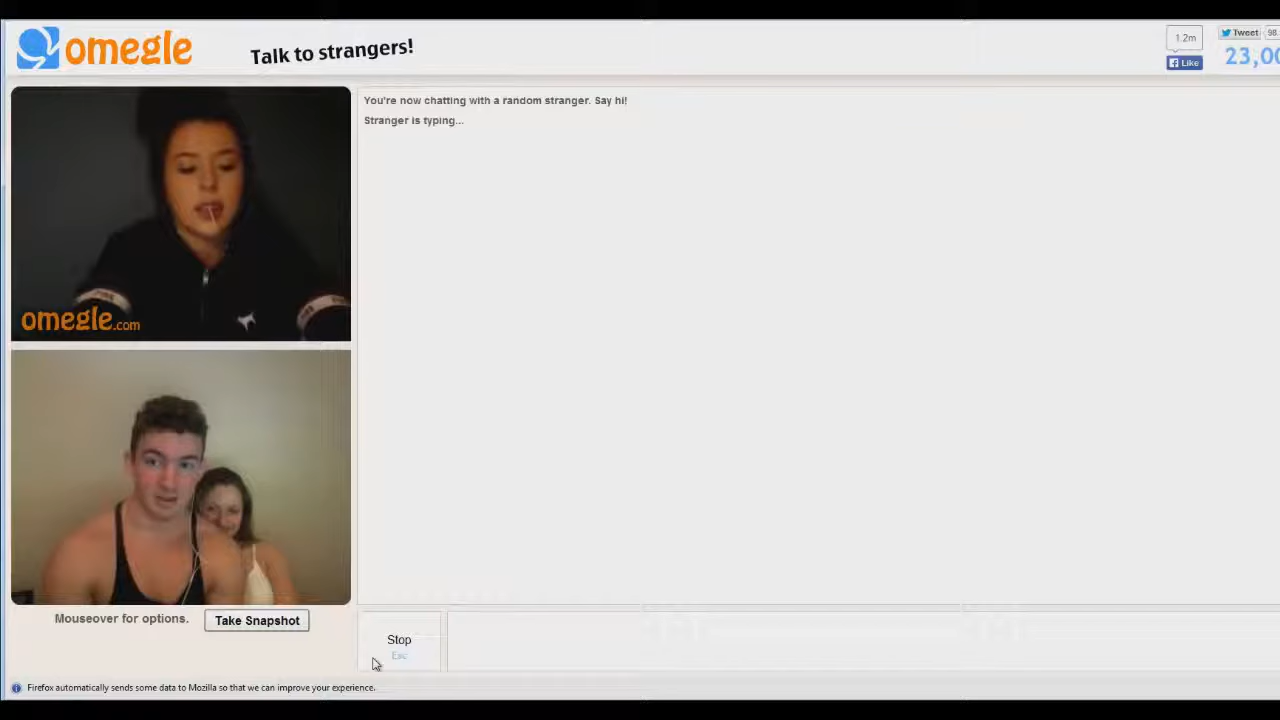 omegle
Talk to strangers!
1.2m
Like
Tweet
98.
23,00
You're now chatting with a random stranger. Say hi!
Stranger is typing...
omegle.com
Mouseover for options.
Take Snapshot
Stop
Esc
Firefox automatically sends some data to Mozilla so that we can improve your experience.